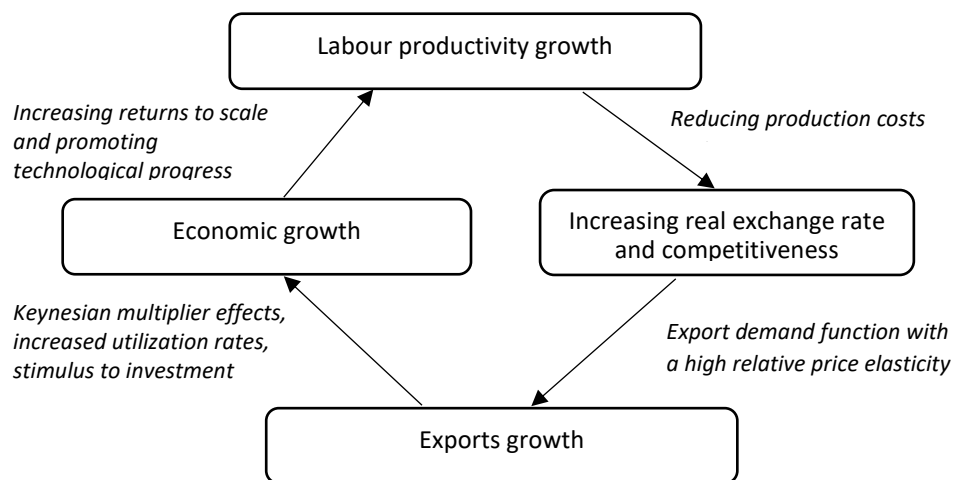 Labour productivity growth
Increasing returns to scale
and promoting
technological progress
Reducing production costs
Economic growth
Increasing real exchange rate
and competitiveness
Keynesian multiplier effects,
increased utilization rates,
stimulus to investment
Export demand function with
a high relative price elasticity
Exports growth